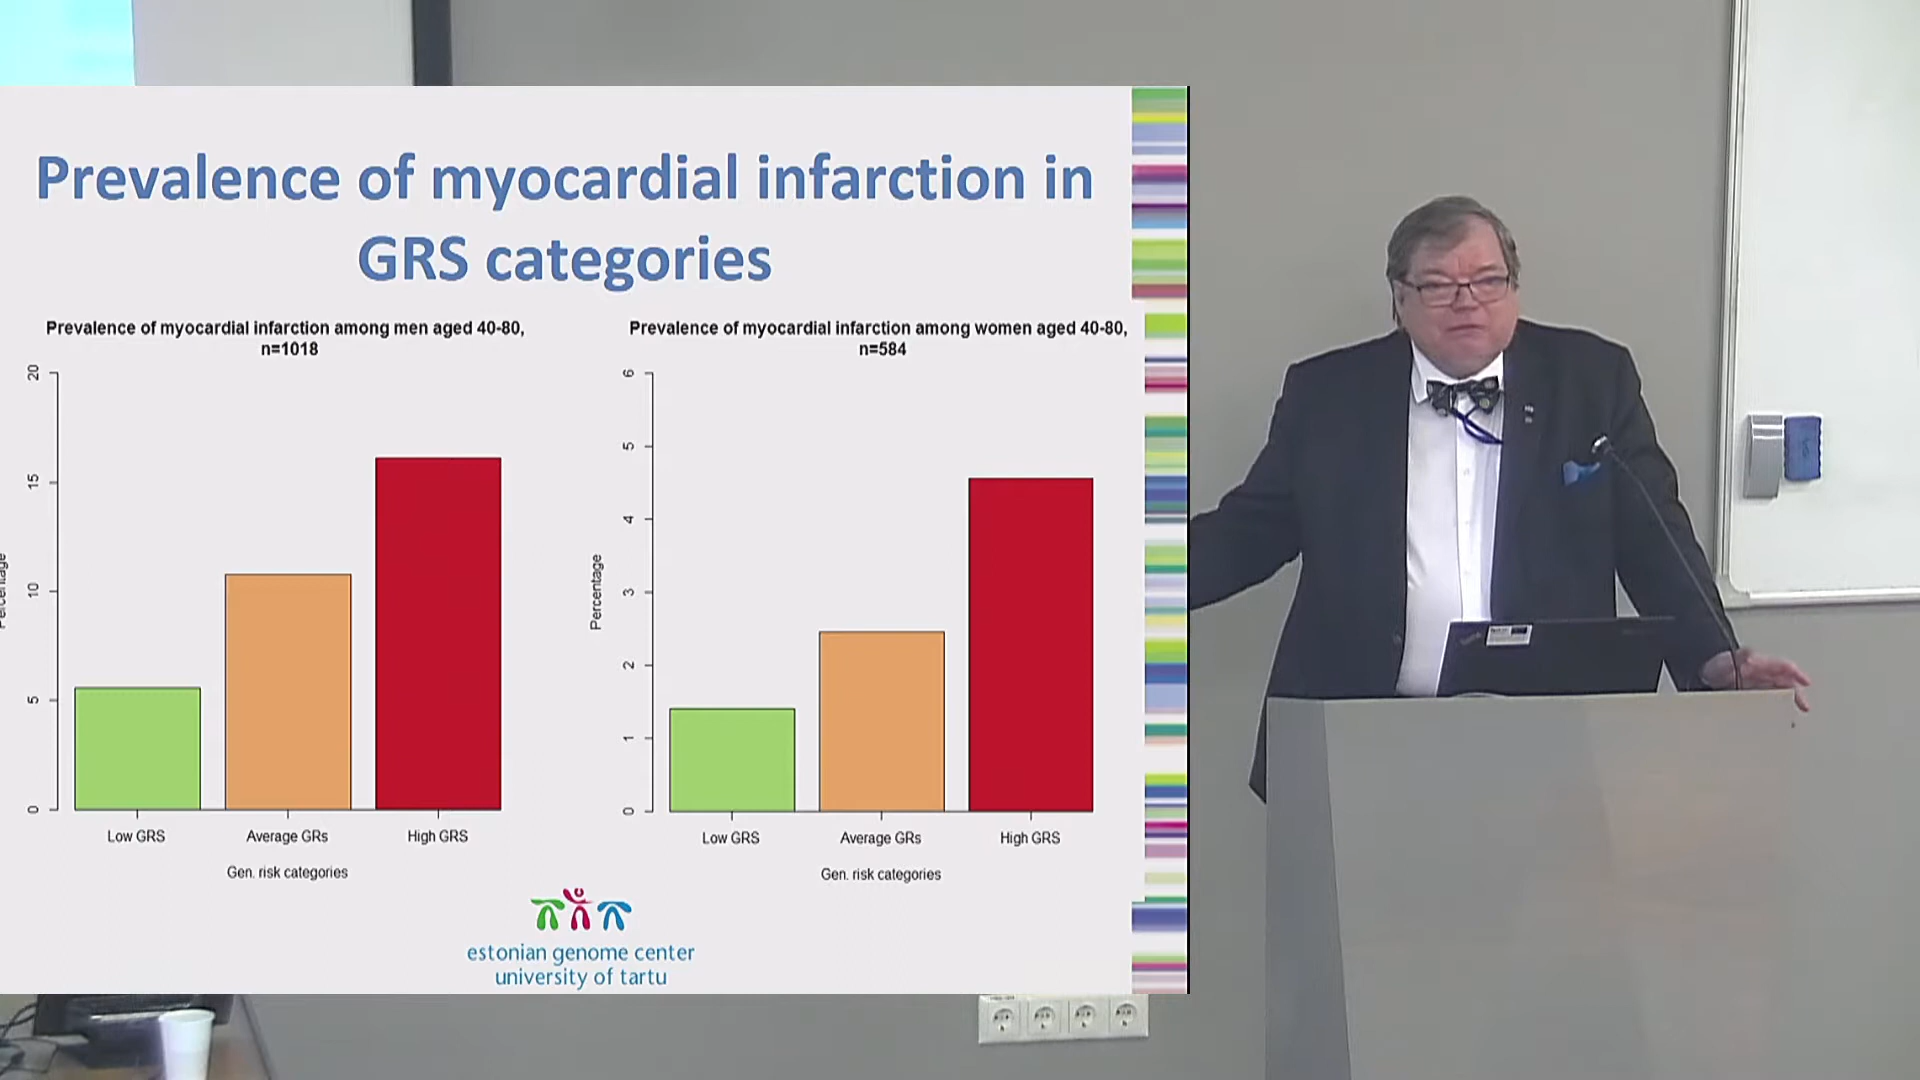 Prevalence of myocardial infarction in
GRS categories
Prevalence of myocardial infarction among men aged 40-80,
n=1018
20
15
10
5
0
Percentage
Low GRS
Average GRs
High GRS
Gen. risk categories
Prevalence of myocardial infarction among women aged 40-80,
n=584
6
5
4
3
2
1
0
Percentage
Low GRS
Average GRs
High GRS
Gen. risk categories
estonian genome center
university of tartu